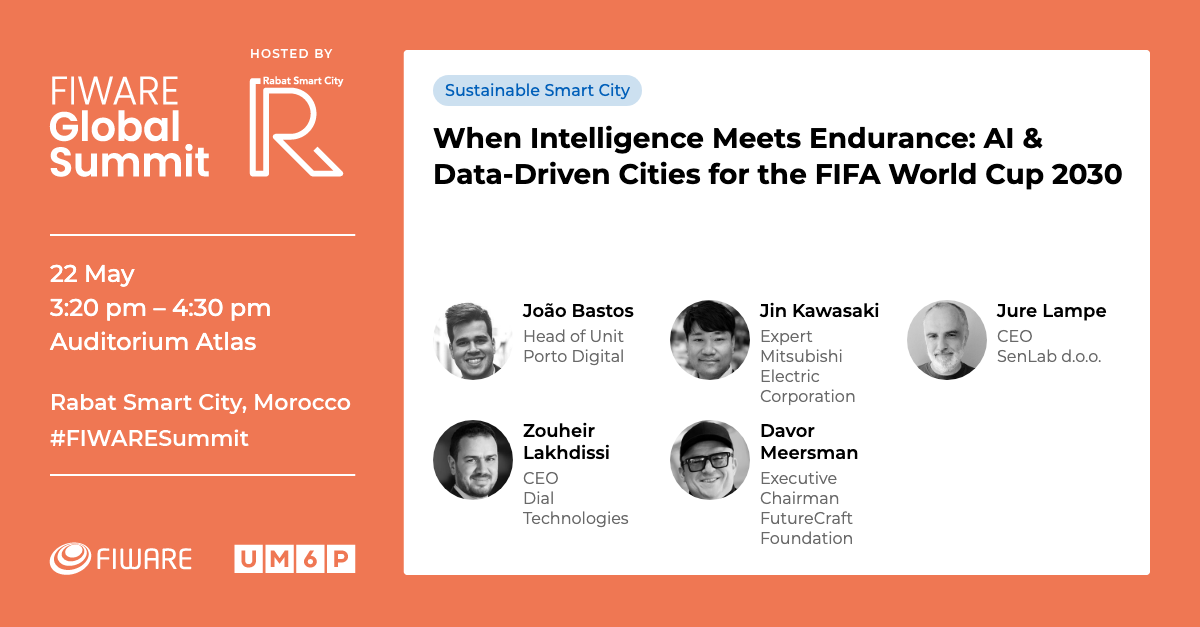 HOSTED BY
FIWARE
Global
Summit
Rabat Smart City
R
22 May
3:20 pm – 4:30 pm
Auditorium Atlas
Rabat Smart City, Morocco
#FIWARESummit
FIWARE
UM6P
Sustainable Smart City
When Intelligence Meets Endurance: AI &
Data-Driven Cities for the FIFA World Cup 2030
João Bastos
Head of Unit
Porto Digital
Jin Kawasaki
Expert
Mitsubishi
Electric
Corporation
Jure Lampe
CEO
SenLab d.o.o.
Zouheir
Lakhdissi
CEO
Dial
Technologies
Davor
Meersman
Executive
Chairman
FutureCraft
Foundation